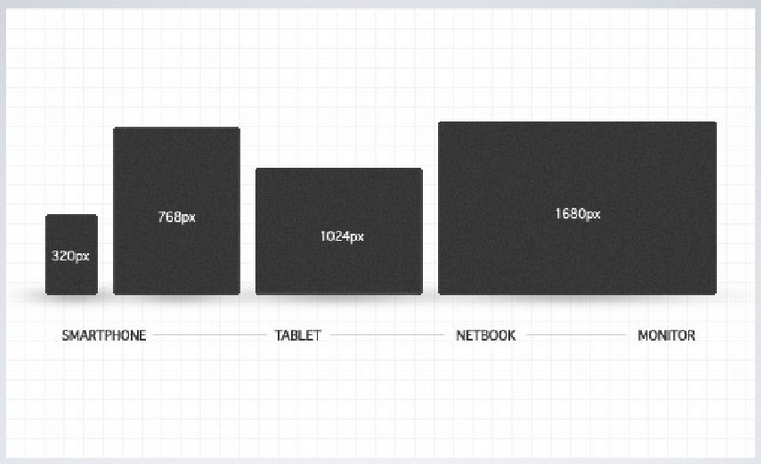 320px
768px
1024px
1680px
SMARTPHONE
TABLET
NETBOOK
MONITOR